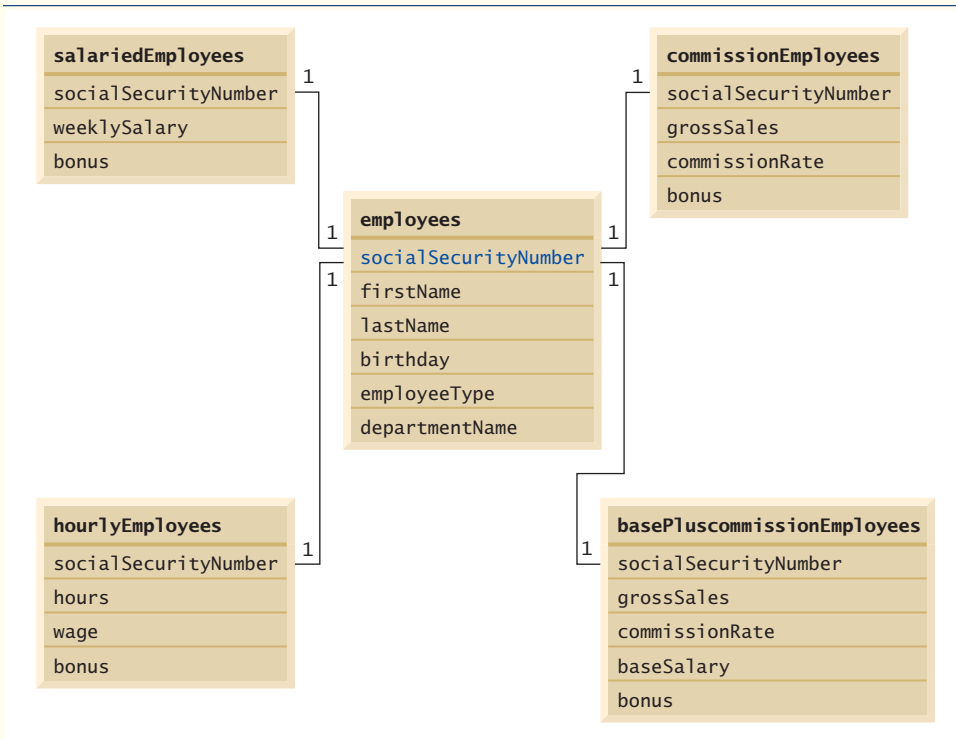 salariedEmployees
socialSecurityNumber
weeklySalary
bonus
1
commissionEmployees
socialSecurityNumber
grossSales
commissionRate
bonus
1
employees
socialSecurityNumber
firstName
lastName
birthday
employeeType
departmentName
1
1
1
1
hourlyEmployees
socialSecurityNumber
hours
wage
bonus
1
basePluscommissionEmployees
socialSecurityNumber
grossSales
commissionRate
baseSalary
bonus
1